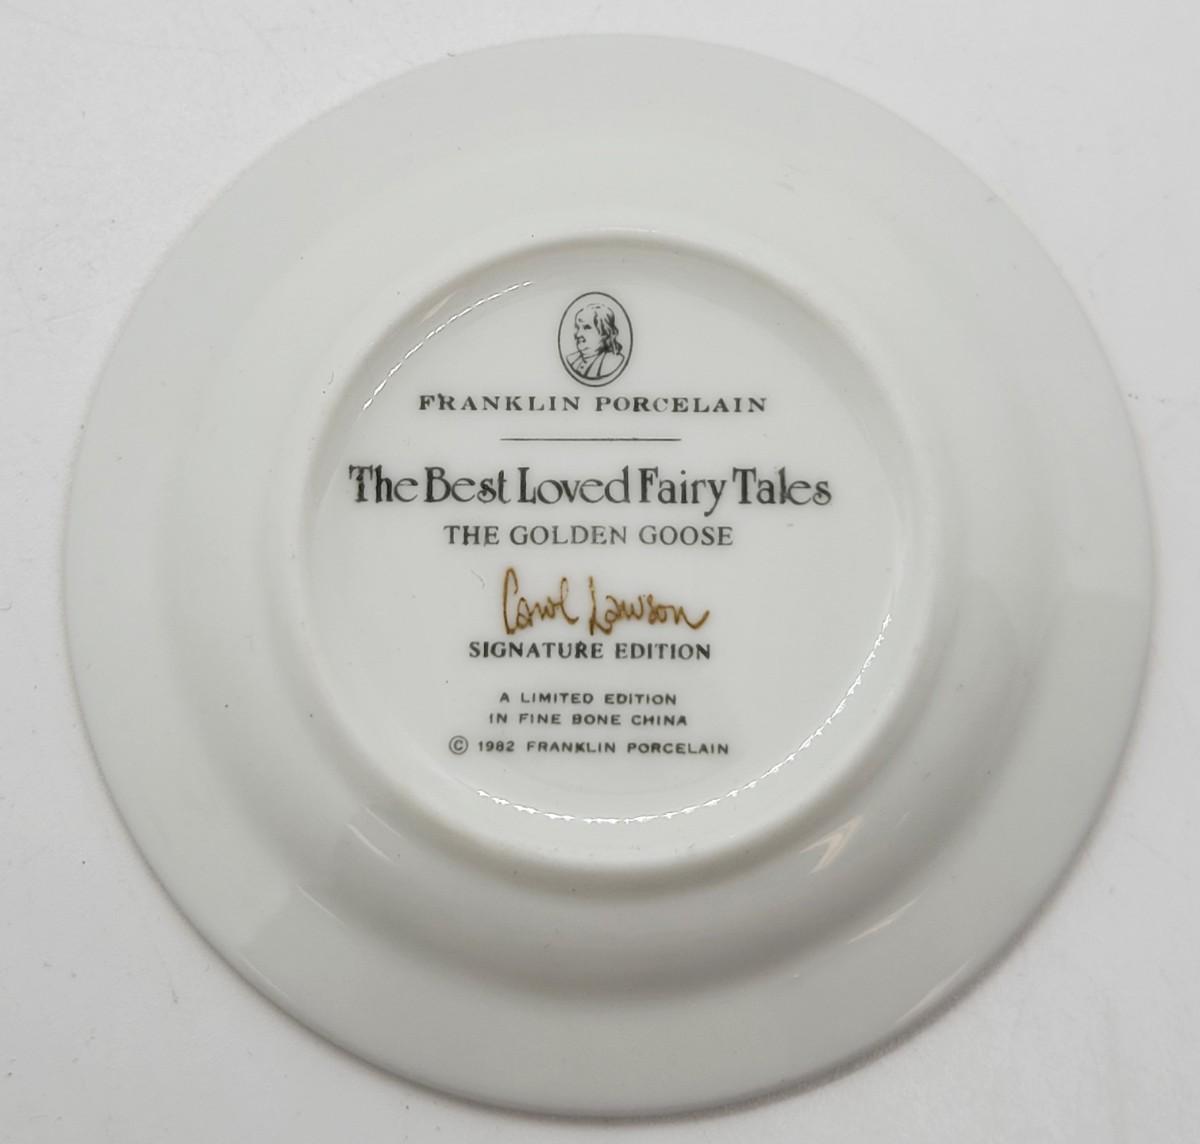 FRANKLIN PORCELAIN
The Best Loved Fairy Tales
THE GOLDEN GOOSE
Carol Lawson
SIGNATURE EDITION
A LIMITED EDITION
IN FINE BONE CHINA
© 1982 FRANKLIN PORCELAIN